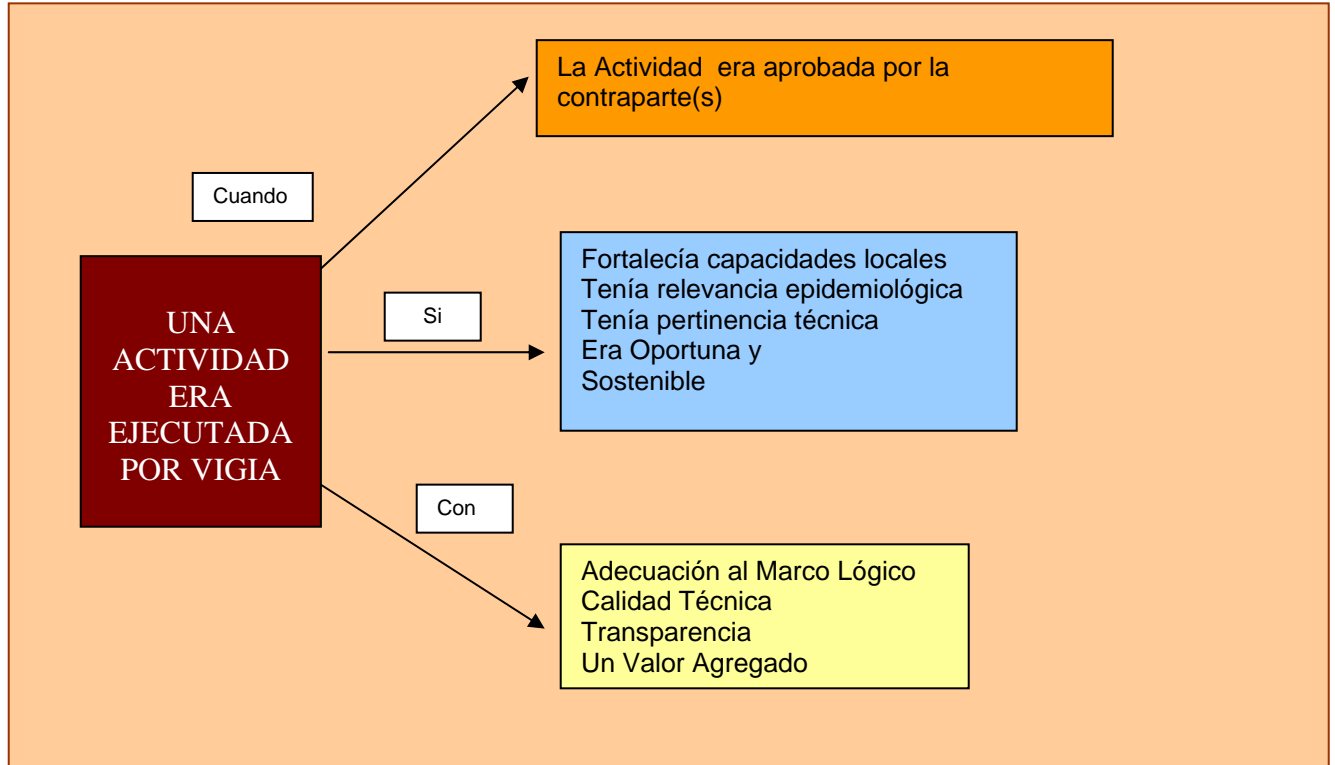 La Actividad era aprobada por la
contraparte(s)
Cuando
UNA
ACTIVIDAD
ERA
EJECUTADA
POR VIGIA
Si
Fortalecía capacidades locales
Tenía relevancia epidemiológica
Tenía pertinencia técnica
Era Oportuna y
Sostenible
Con
Adecuación al Marco Lógico
Calidad Técnica
Transparencia
Un Valor Agregado